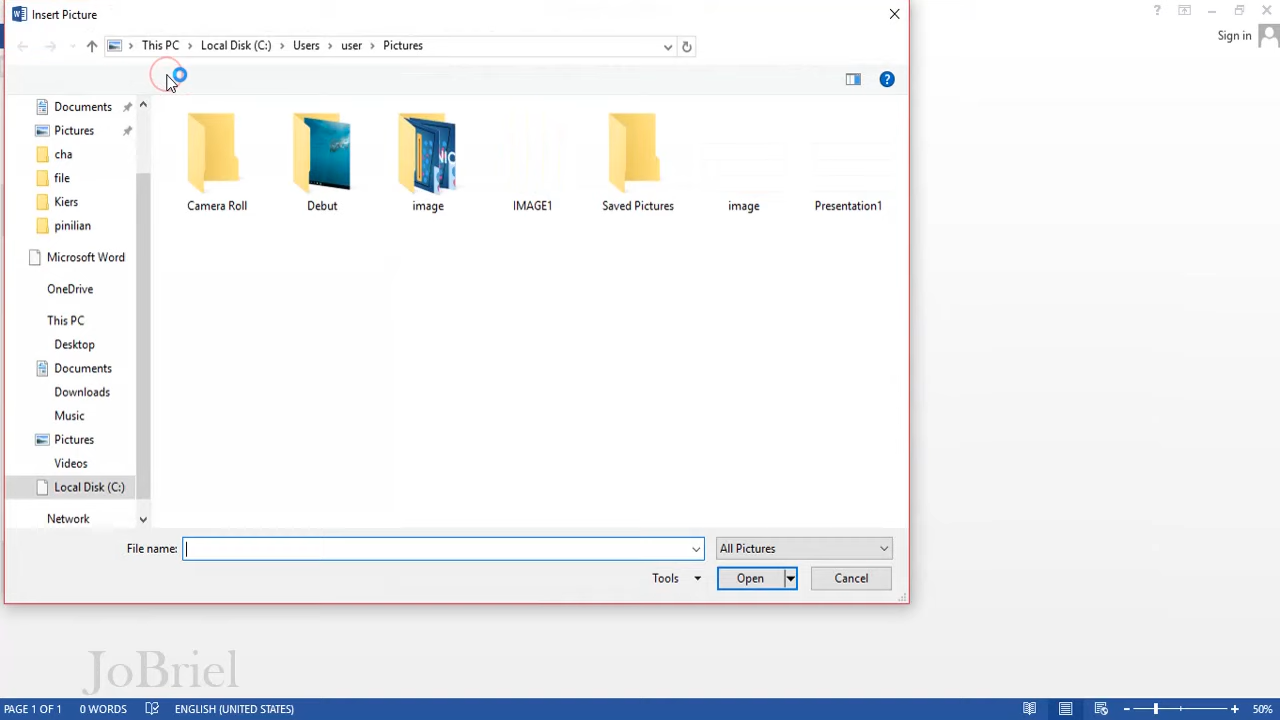 Insert Picture
Sign in
This PC > Local Disk (C:) > Users > user > Pictures
Documents
Pictures
cha
file
Kiers
pinilian
Microsoft Word
OneDrive
This PC
Desktop
Documents
Downloads
Music
Pictures
Videos
Local Disk (C:)
Network
Camera Roll
Debut
image
IMAGE1
Saved Pictures
image
Presentation1
File name:
All Pictures
Tools
Open
Cancel
JoBriel
PAGE 1 OF 1
0 WORDS
ENGLISH (UNITED STATES)
50%